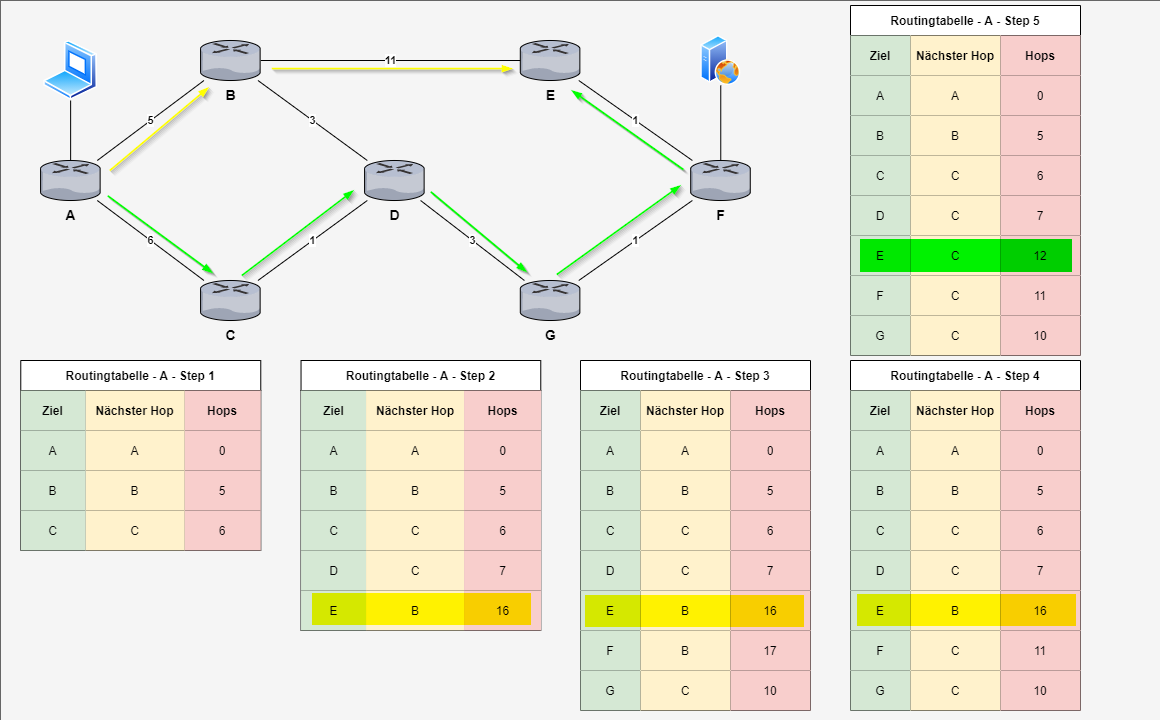 11
B
E
5
3
1
A
D
F
6
1
3
1
C
G
Routingtabelle - A - Step 5
Ziel Nächster Hop Hops
A A 0
B B 5
C C 6
D C 7
E C 12
F C 11
G C 10
Routingtabelle - A - Step 1
Ziel Nächster Hop Hops
A A 0
B B 5
C C 6
Routingtabelle - A - Step 2
Ziel Nächster Hop Hops
A A 0
B B 5
C C 6
D C 7
E B 16
Routingtabelle - A - Step 3
Ziel Nächster Hop Hops
A A 0
B B 5
C C 6
D C 7
E B 16
F B 17
G C 10
Routingtabelle - A - Step 4
Ziel Nächster Hop Hops
A A 0
B B 5
C C 6
D C 7
E B 16
F C 11
G C 10